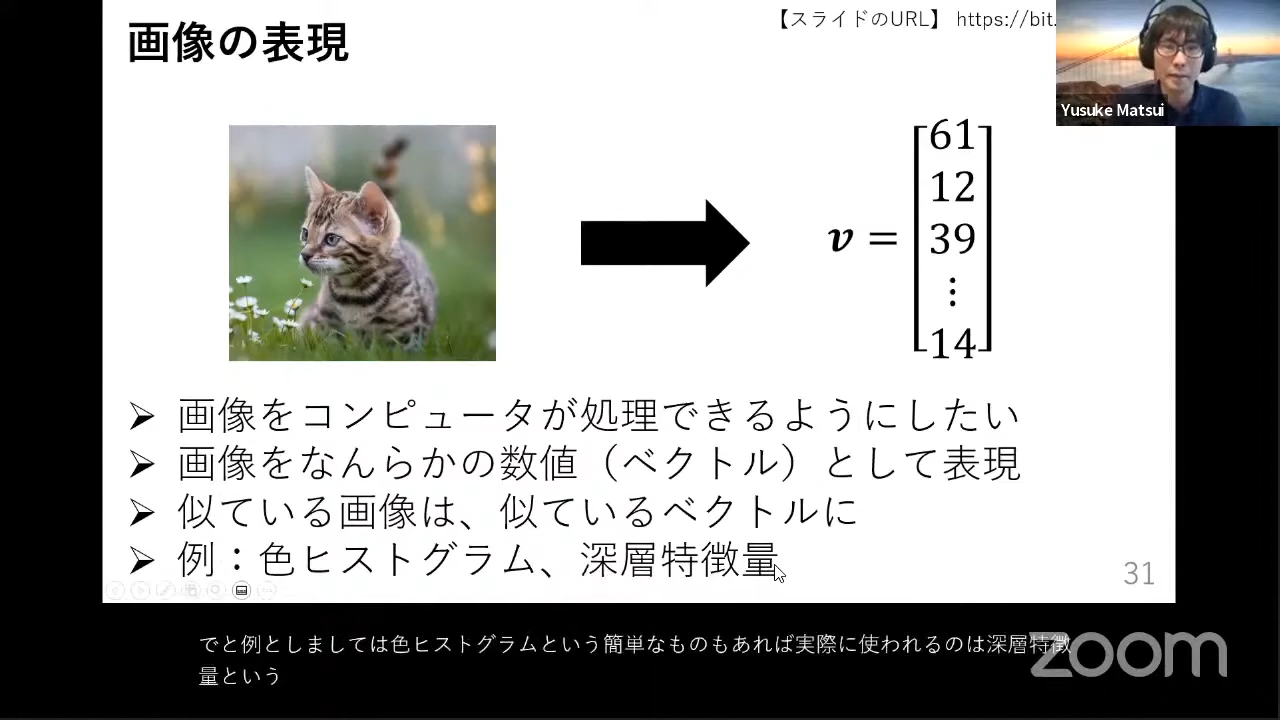 画像の表現
【スライドのURL】 https://bit.
Yusuke Matsui
v = [61
12
39
⋮
14]
➢ 画像をコンピュータが処理できるようにしたい
➢ 画像をなんらかの数値（ベクトル）として表現
➢ 似ている画像は、似ているベクトルに
➢ 例：色ヒストグラム、深層特徴量
31
でと例としましては色ヒストグラムという簡単なものもあれば実際に使われるのは深層特徴
量という
zoom